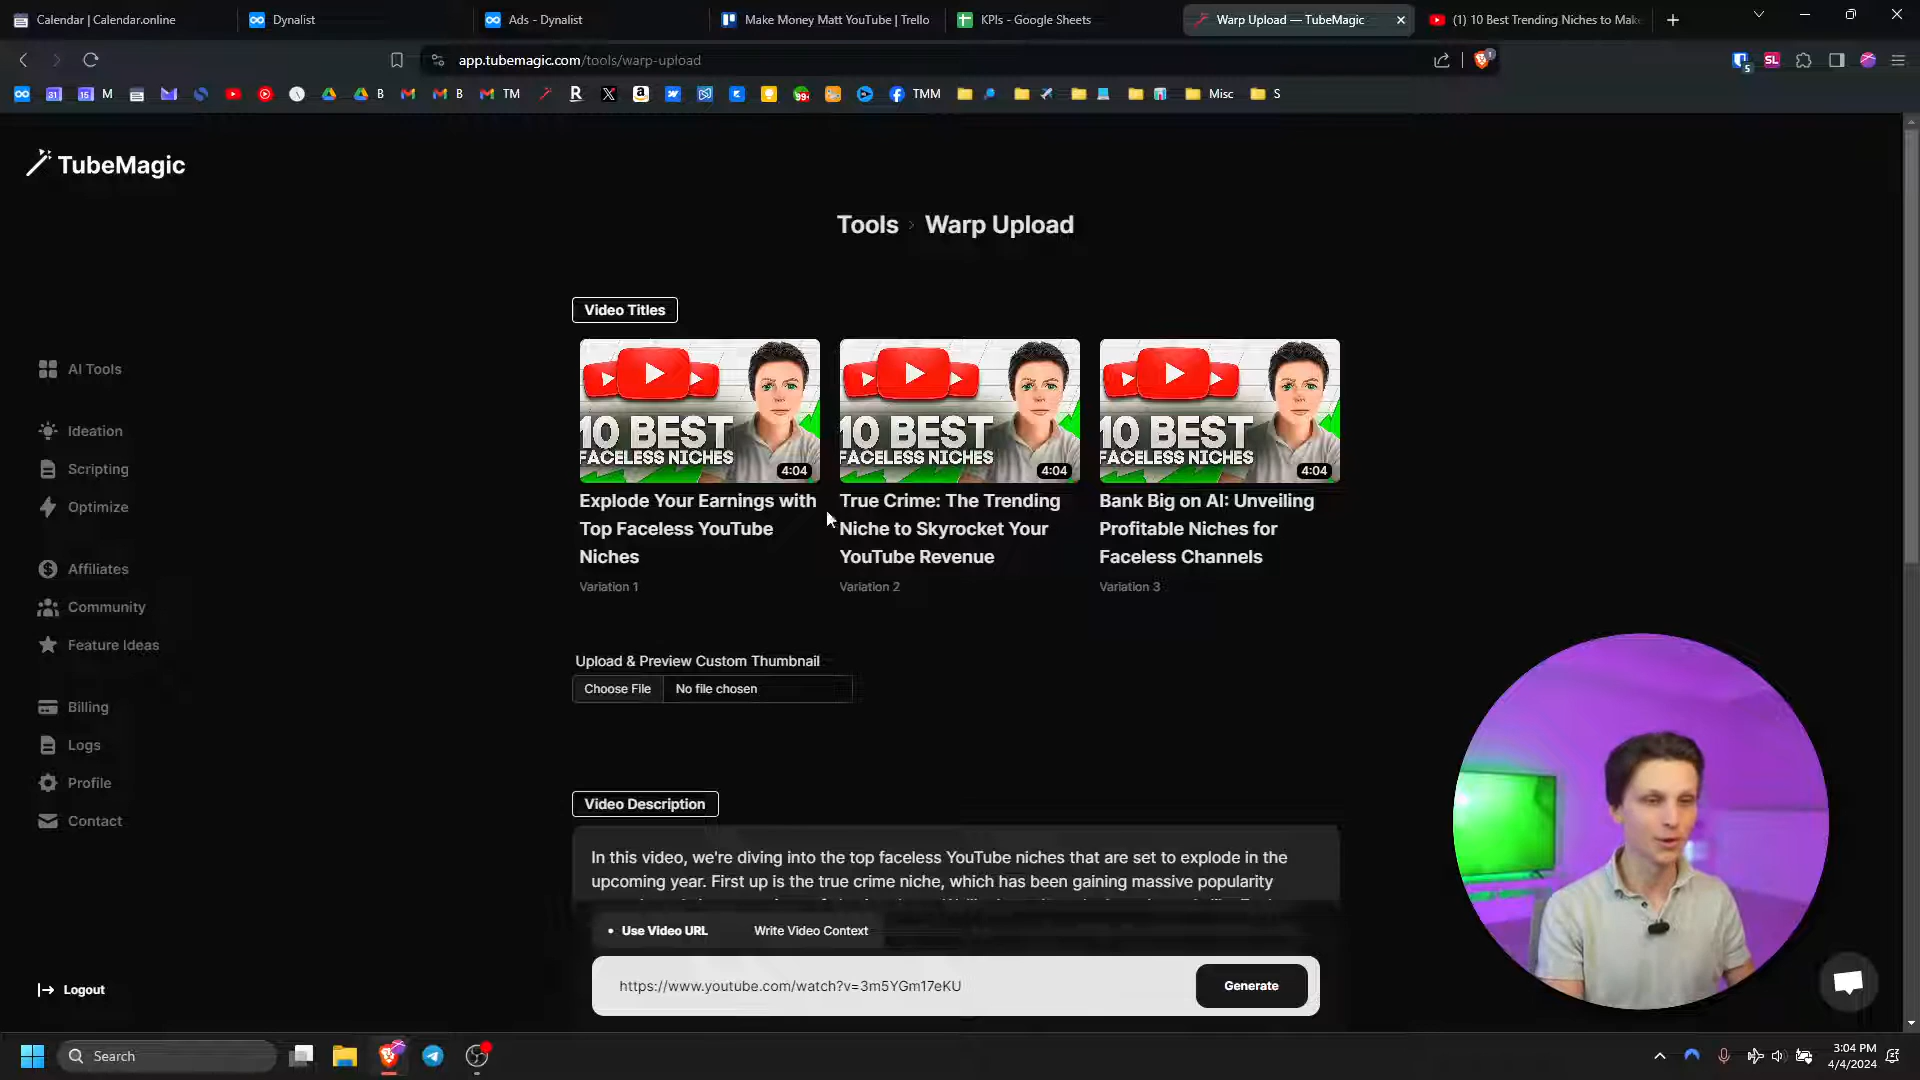 Calendar | Calendar.online
Dynalist
Ads - Dynalist
Make Money Matt YouTube | Trello
KPIs - Google Sheets
Warp Upload — TubeMagic
(1) 10 Best Trending Niches to Make
app.tubemagic.com/tools/warp-upload
M
B
B
TM
TMM
Misc
S
TubeMagic
Tools › Warp Upload
AI Tools
Ideation
Scripting
Optimize
Affiliates
Community
Feature Ideas
Billing
Logs
Profile
Contact
Logout
Video Titles
10 BEST
FACELESS NICHES
4:04
Explode Your Earnings with
Top Faceless YouTube
Niches
Variation 1
10 BEST
FACELESS NICHES
4:04
True Crime: The Trending
Niche to Skyrocket Your
YouTube Revenue
Variation 2
10 BEST
FACELESS NICHES
4:04
Bank Big on AI: Unveiling
Profitable Niches for
Faceless Channels
Variation 3
Upload & Preview Custom Thumbnail
Choose File No file chosen
Video Description
In this video, we're diving into the top faceless YouTube niches that are set to explode in the
upcoming year. First up is the true crime niche, which has been gaining massive popularity
Use Video URL Write Video Context
https://www.youtube.com/watch?v=3m5YGm17eKU
Generate
Search
3:04 PM
4/4/2024